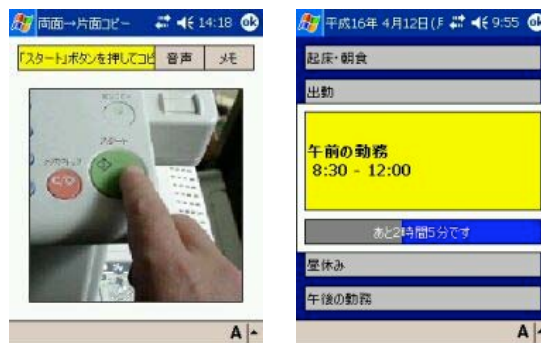 両面→片面コピー
14:18
ok
「スタート」ボタンを押してコピ
音声
メモ
スタート
A
平成16年 4月12日(月
9:55
起床・朝食
出勤
午前の勤務
8:30 - 12:00
あと2時間5分です
昼休み
午後の勤務
A